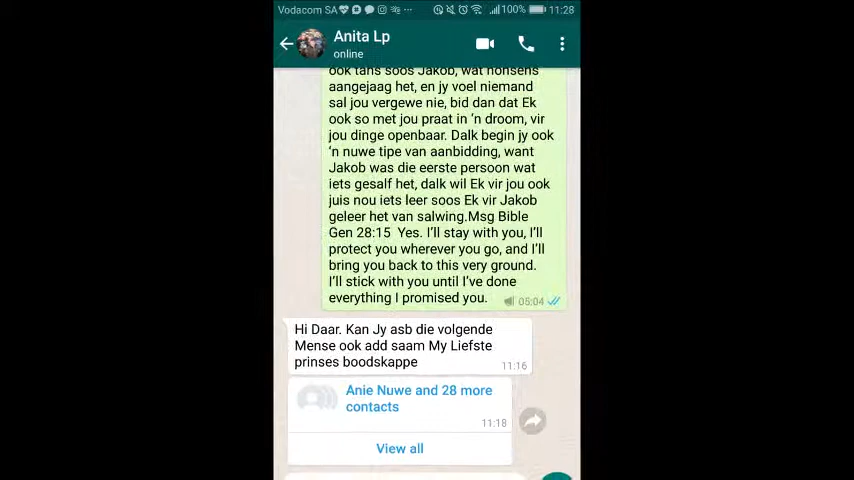 Vodacom SA
100%
11:28
Anita Lp
online
ook tans soos Jakob, wat nonsens
aangejaag het, en jy voel niemand
sal jou vergewe nie, bid dan dat Ek
ook so met jou praat in ‘n droom, vir
jou dinge openbaar. Dalk begin jy ook
‘n nuwe tipe van aanbidding, want
Jakob was die eerste persoon wat
iets gesalf het, dalk wil Ek vir jou ook
juis nou iets leer soos Ek vir Jakob
geleer het van salwing.Msg Bible
Gen 28:15 Yes. I’ll stay with you, I’ll
protect you wherever you go, and I’ll
bring you back to this very ground.
I’ll stick with you until I’ve done
everything I promised you.
05:04
Hi Daar. Kan Jy asb die volgende
Mense ook add saam My Liefste
prinses boodskappe
11:16
Anie Nuwe and 28 more
contacts
11:18
View all